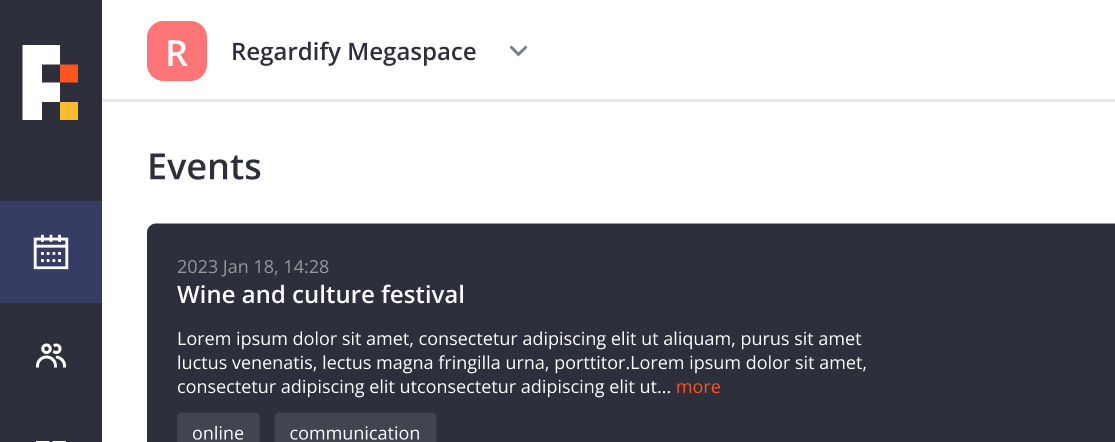 R Regardify Megaspace
Events
2023 Jan 18, 14:28
Wine and culture festival
Lorem ipsum dolor sit amet, consectetur adipiscing elit ut aliquam, purus sit amet
luctus venenatis, lectus magna fringilla urna, porttitor.Lorem ipsum dolor sit amet,
consectetur adipiscing elit utconsectetur adipiscing elit ut... more
online communication